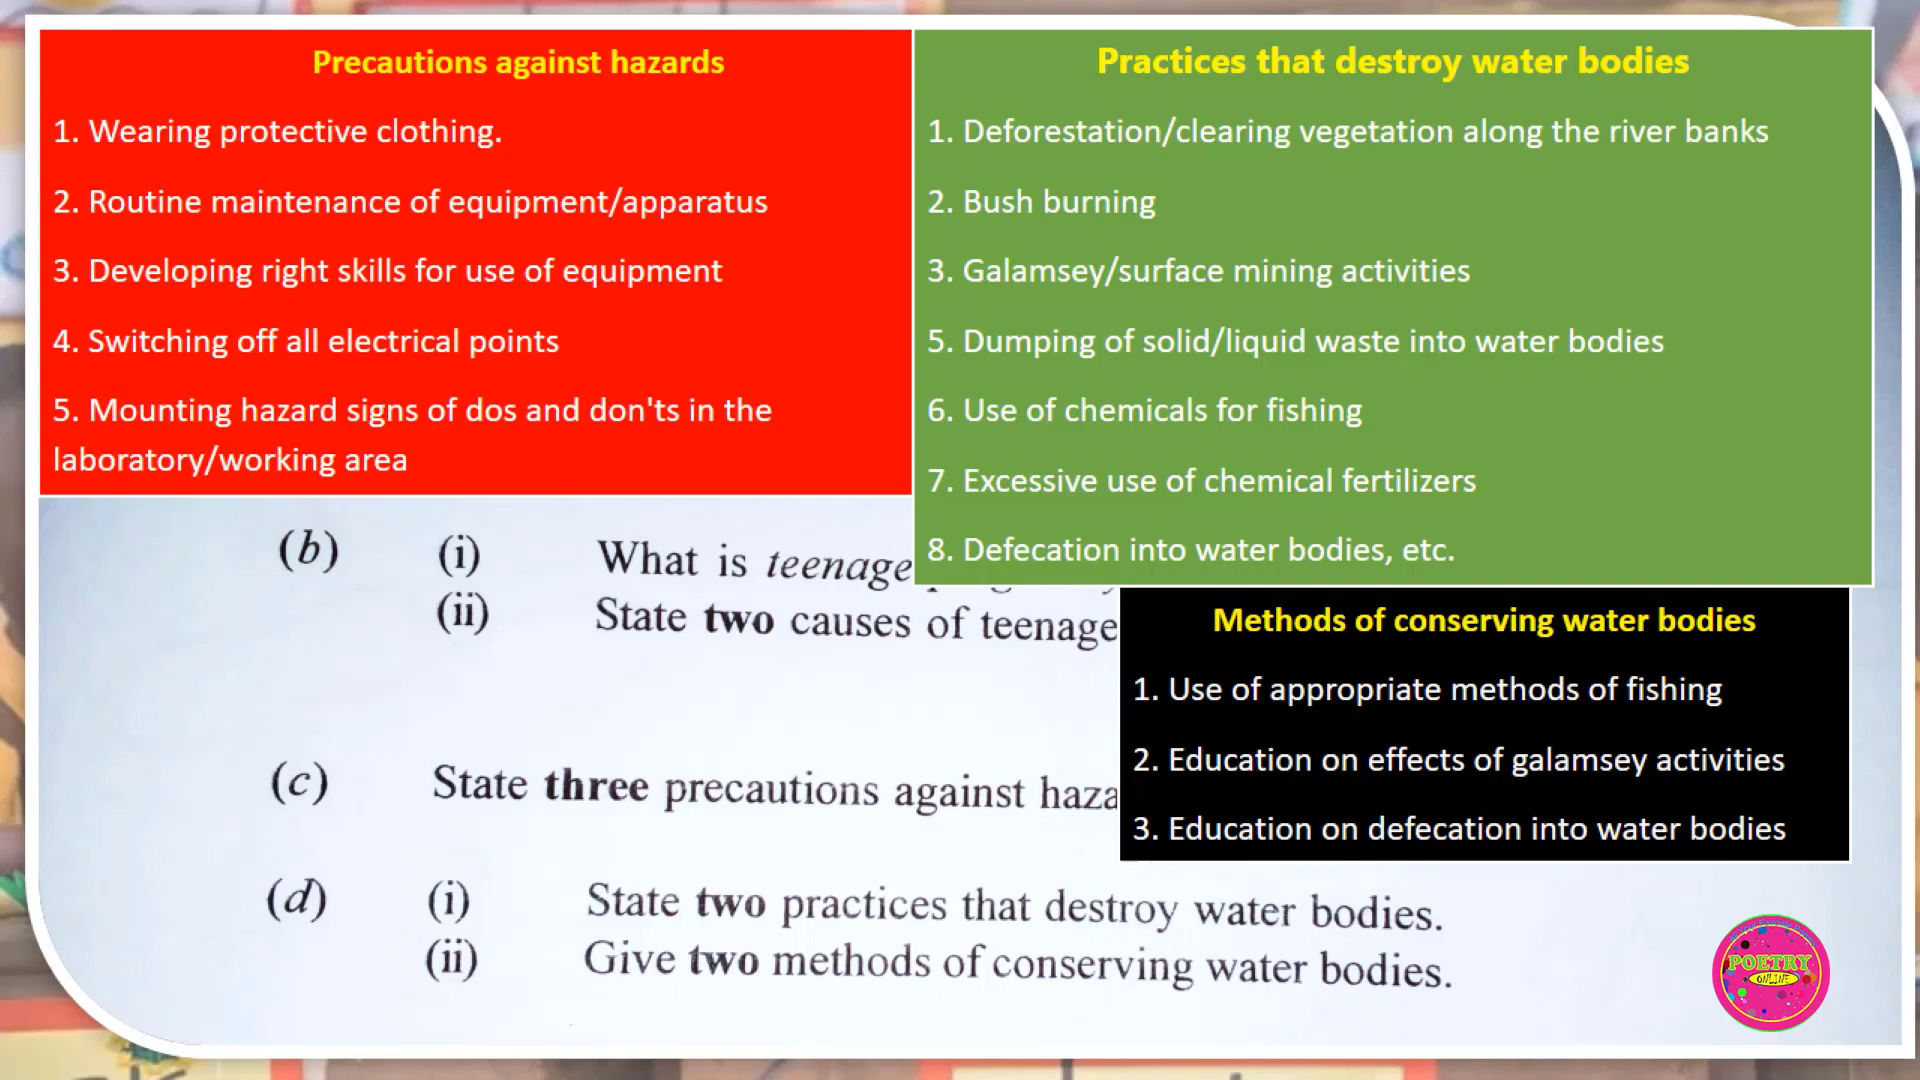 Precautions against hazards
1. Wearing protective clothing.
2. Routine maintenance of equipment/apparatus
3. Developing right skills for use of equipment
4. Switching off all electrical points
5. Mounting hazard signs of dos and don'ts in the
laboratory/working area
Practices that destroy water bodies
1. Deforestation/clearing vegetation along the river banks
2. Bush burning
3. Galamsey/surface mining activities
5. Dumping of solid/liquid waste into water bodies
6. Use of chemicals for fishing
7. Excessive use of chemical fertilizers
8. Defecation into water bodies, etc.
Methods of conserving water bodies
1. Use of appropriate methods of fishing
2. Education on effects of galamsey activities
3. Education on defecation into water bodies
(b) (i) What is teenage
(ii) State two causes of teenage
(c) State three precautions against haza
(d) (i) State two practices that destroy water bodies.
(ii) Give two methods of conserving water bodies.
POETRY
ONLINE